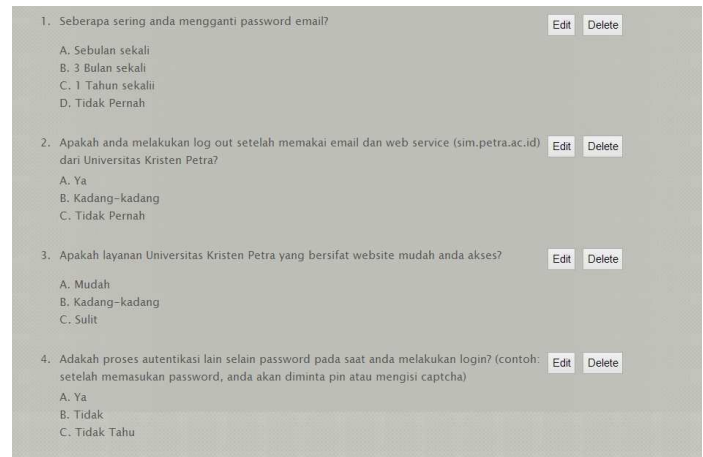 1. Seberapa sering anda mengganti password email? Edit Delete
A. Sebulan sekali
B. 3 Bulan sekali
C. 1 Tahun sekalii
D. Tidak Pernah
2. Apakah anda melakukan log out setelah memakai email dan web service (sim.petra.ac.id) Edit Delete
dari Universitas Kristen Petra?
A. Ya
B. Kadang-kadang
C. Tidak Pernah
3. Apakah layanan Universitas Kristen Petra yang bersifat website mudah anda akses? Edit Delete
A. Mudah
B. Kadang-kadang
C. Sulit
4. Adakah proses autentikasi lain selain password pada saat anda melakukan login? (contoh: Edit Delete
setelah memasukan password, anda akan diminta pin atau mengisi captcha)
A. Ya
B. Tidak
C. Tidak Tahu